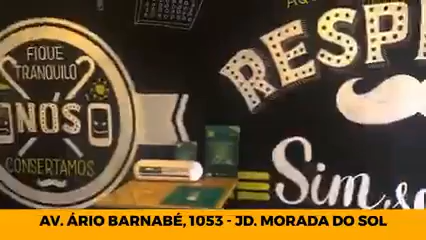 FIQUE
TRANQUILO
NÓS
CONSERTAMOS
RESP
Sim,
AV. ÁRIO BARNABÉ, 1053 - JD. MORADA DO SOL